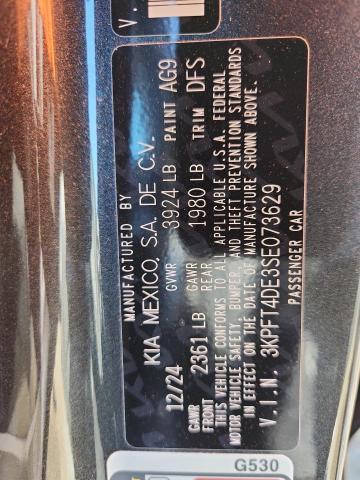 MANUFACTURED BY
KIA MEXICO, S.A. DE C.V.
12/24 GVWR 3924 LB PAINT AG9
GAWR FRONT 2361 LB GAWR REAR 1980 LB TRIM DFS
THIS VEHICLE CONFORMS TO ALL APPLICABLE U.S.A. FEDERAL
MOTOR VEHICLE SAFETY, BUMPER, AND THEFT PREVENTION STANDARDS
IN EFFECT ON THE DATE OF MANUFACTURE SHOWN ABOVE.
V.I.N. 3KPFT4DE3SE073629
PASSENGER CAR
V.
G530